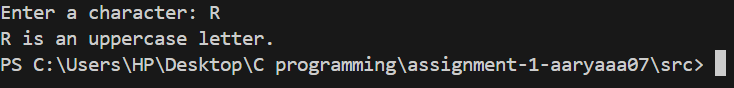 Enter a character: R
R is an uppercase letter.
PS C:\Users\HP\Desktop\C programming\assignment-1-aaryaaa07\src>